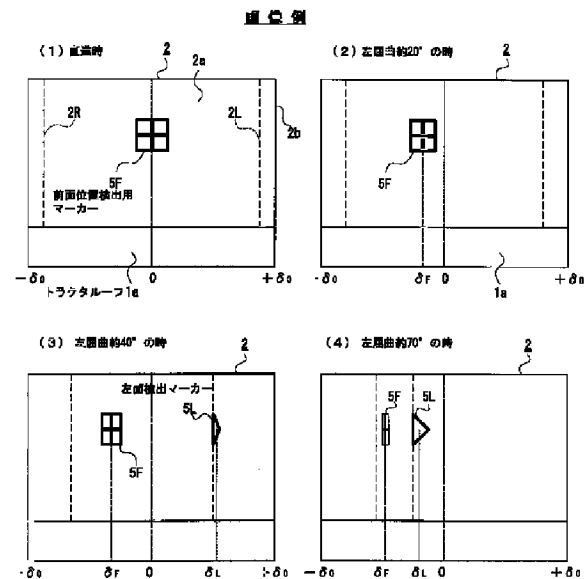 画像例
(1) 直進時
2
2a
2R
2L
2b
5F
前面位置検出用
マーカー
-δ0
0
+δ0
トラクタルーフ1a
(2) 左屈曲約20°の時
2
5F
δF
0
+δ0
1a
(3) 左屈曲約40°の時
2
左面検出マーカー
5L
5F
-δ0
δF
0
δL
+δ0
(4) 左屈曲約70°の時
2
5F
5L
δF
δL
0
+δ0